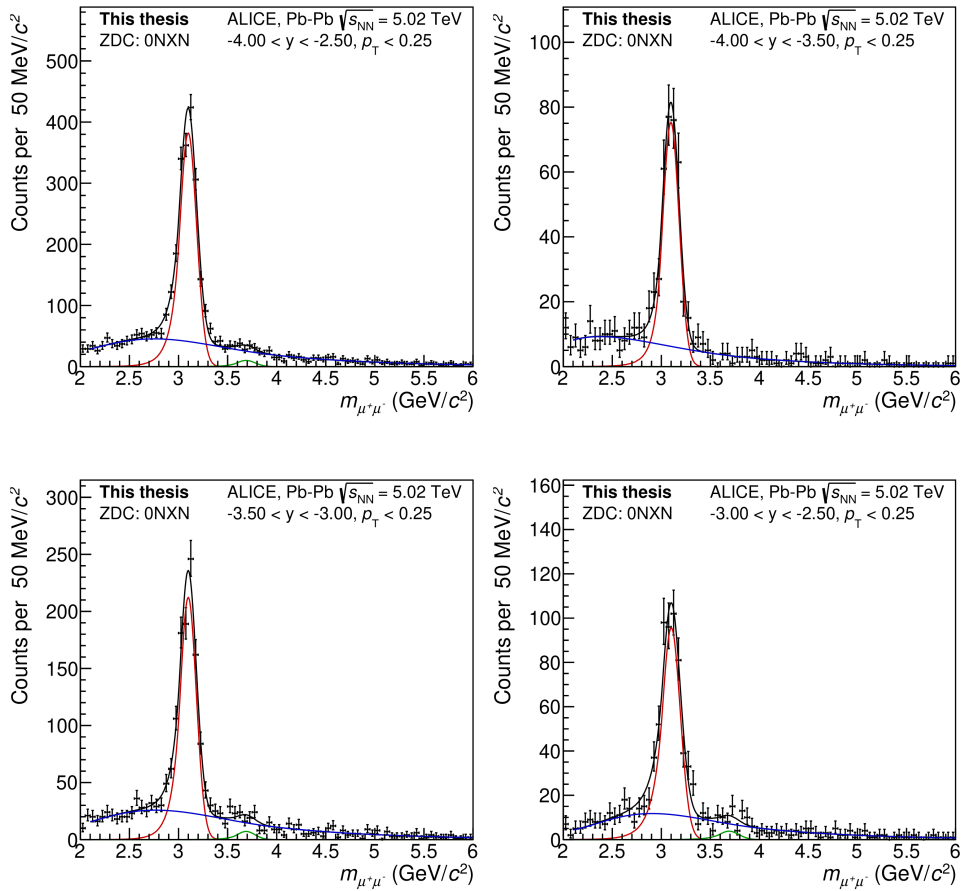 This thesis ALICE, Pb-Pb √sNN = 5.02 TeV
ZDC: 0NXN -4.00 < y < -2.50, pT < 0.25
Counts per 50 MeV/c²
500
400
300
200
100
0
2 2.5 3 3.5 4 4.5 5 5.5 6
mμ+μ- (GeV/c²)
This thesis ALICE, Pb-Pb √sNN = 5.02 TeV
ZDC: 0NXN -4.00 < y < -3.50, pT < 0.25
Counts per 50 MeV/c²
100
80
60
40
20
0
2 2.5 3 3.5 4 4.5 5 5.5 6
mμ+μ- (GeV/c²)
This thesis ALICE, Pb-Pb √sNN = 5.02 TeV
ZDC: 0NXN -3.50 < y < -3.00, pT < 0.25
Counts per 50 MeV/c²
300
250
200
150
100
50
0
2 2.5 3 3.5 4 4.5 5 5.5 6
mμ+μ- (GeV/c²)
This thesis ALICE, Pb-Pb √sNN = 5.02 TeV
ZDC: 0NXN -3.00 < y < -2.50, pT < 0.25
Counts per 50 MeV/c²
160
140
120
100
80
60
40
20
0
2 2.5 3 3.5 4 4.5 5 5.5 6
mμ+μ- (GeV/c²)